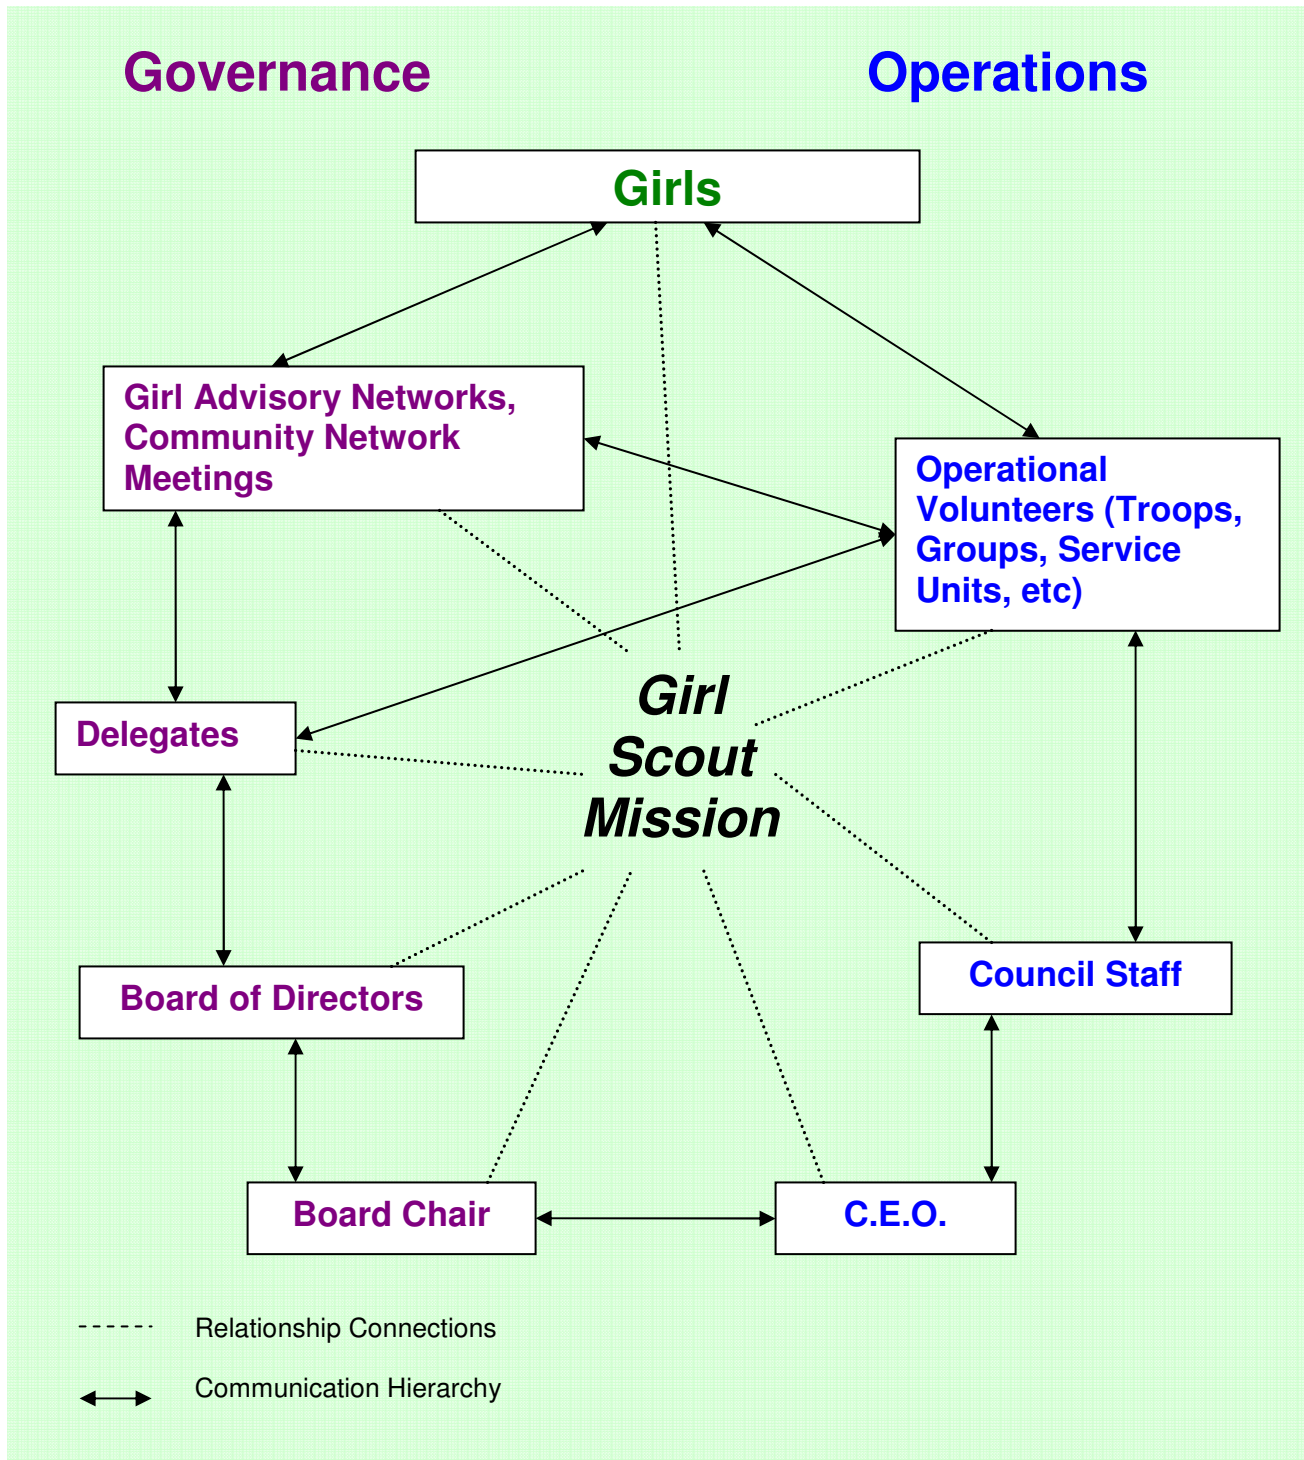 Governance
Operations
Girls
Girl Advisory Networks,
Community Network
Meetings
Operational
Volunteers (Troops,
Groups, Service
Units, etc)
Girl
Scout
Mission
Delegates
Board of Directors
Council Staff
Board Chair
C.E.O.
Relationship Connections
Communication Hierarchy